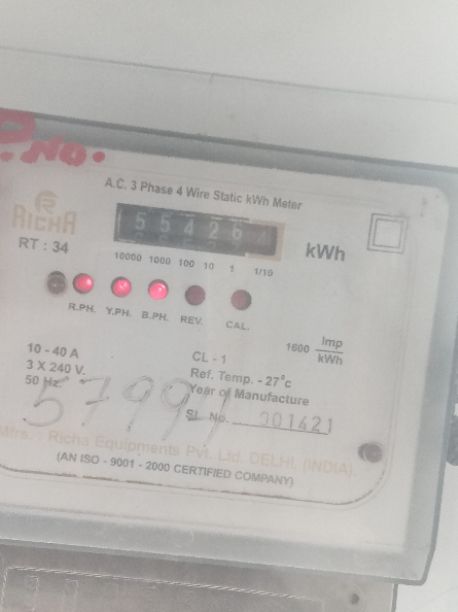 P.NO.
A.C. 3 Phase 4 Wire Static kWh Meter
RICHA
RT : 34
5 5 4 2 6
kWh
10000 1000 100 10 1 1/10
R.PH. Y.PH. B.PH. REV. CAL.
1600 Imp
kWh
10 - 40 A
3 X 240 V.
50 Hz.
CL - 1
Ref. Temp. - 27°c
Year of Manufacture
SL. No. 001421
5799
Mfrs. : Richa Equipments Pvt. Ltd. DELHI, (INDIA).
(AN ISO - 9001 - 2000 CERTIFIED COMPANY)